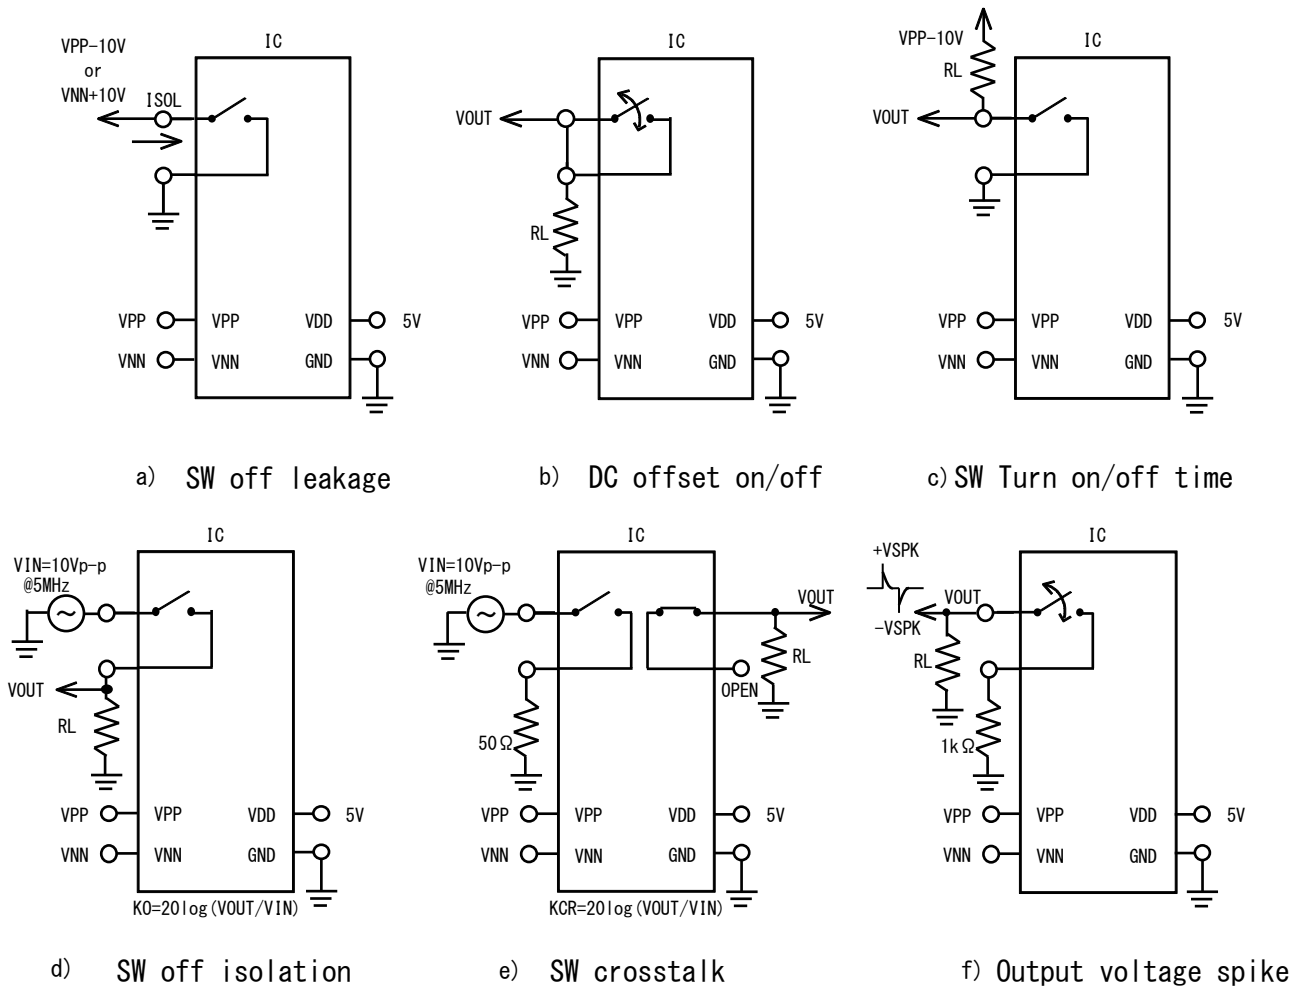 IC
VPP-10V
or
VNN+10V
ISOL
VPP
VPP
VDD
5V
VNN
VNN
GND
a) SW off leakage
IC
VOUT
RL
VPP
VPP
VDD
5V
VNN
VNN
GND
b) DC offset on/off
IC
VPP-10V
RL
VOUT
VPP
VPP
VDD
5V
VNN
VNN
GND
c) SW Turn on/off time
IC
VIN=10Vp-p
@5MHz
VOUT
RL
VPP
VPP
VDD
5V
VNN
VNN
GND
KO=20log(VOUT/VIN)
d) SW off isolation
IC
VIN=10Vp-p
@5MHz
VOUT
RL
OPEN
50Ω
VPP
VPP
VDD
5V
VNN
VNN
GND
KCR=20log(VOUT/VIN)
e) SW crosstalk
IC
+VSPK
VOUT
-VSPK
RL
1kΩ
VPP
VPP
VDD
5V
VNN
VNN
GND
f) Output voltage spike